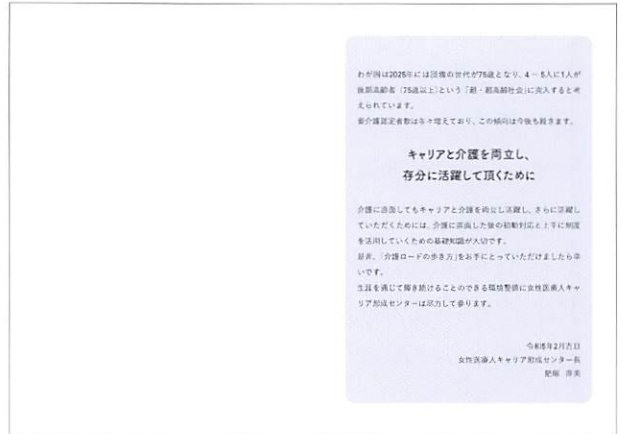 わが国は2025年には団塊の世代が75歳となり、4－5人に1人が
後期高齢者（75歳以上）という「超・超高齢社会」に突入すると考
えられています。
要介護認定者数は年々増えており、この傾向は今後も続きます。
キャリアと介護を両立し、
存分に活躍して頂くために
介護に直面してもキャリアと介護を両立し活躍し、さらに活躍し
ていただくためには、介護に直面した後の初動対応と上手に制度
を活用していくための基礎知識が大切です。
是非、「介護ロードの歩き方」をお手にとっていただけましたら幸
いです。
生涯を通じて輝き続けることのできる環境整備に女性医療人キャ
リア形成センターは尽力して参ります。
令和5年2月吉日
女性医療人キャリア形成センター長
肥塚